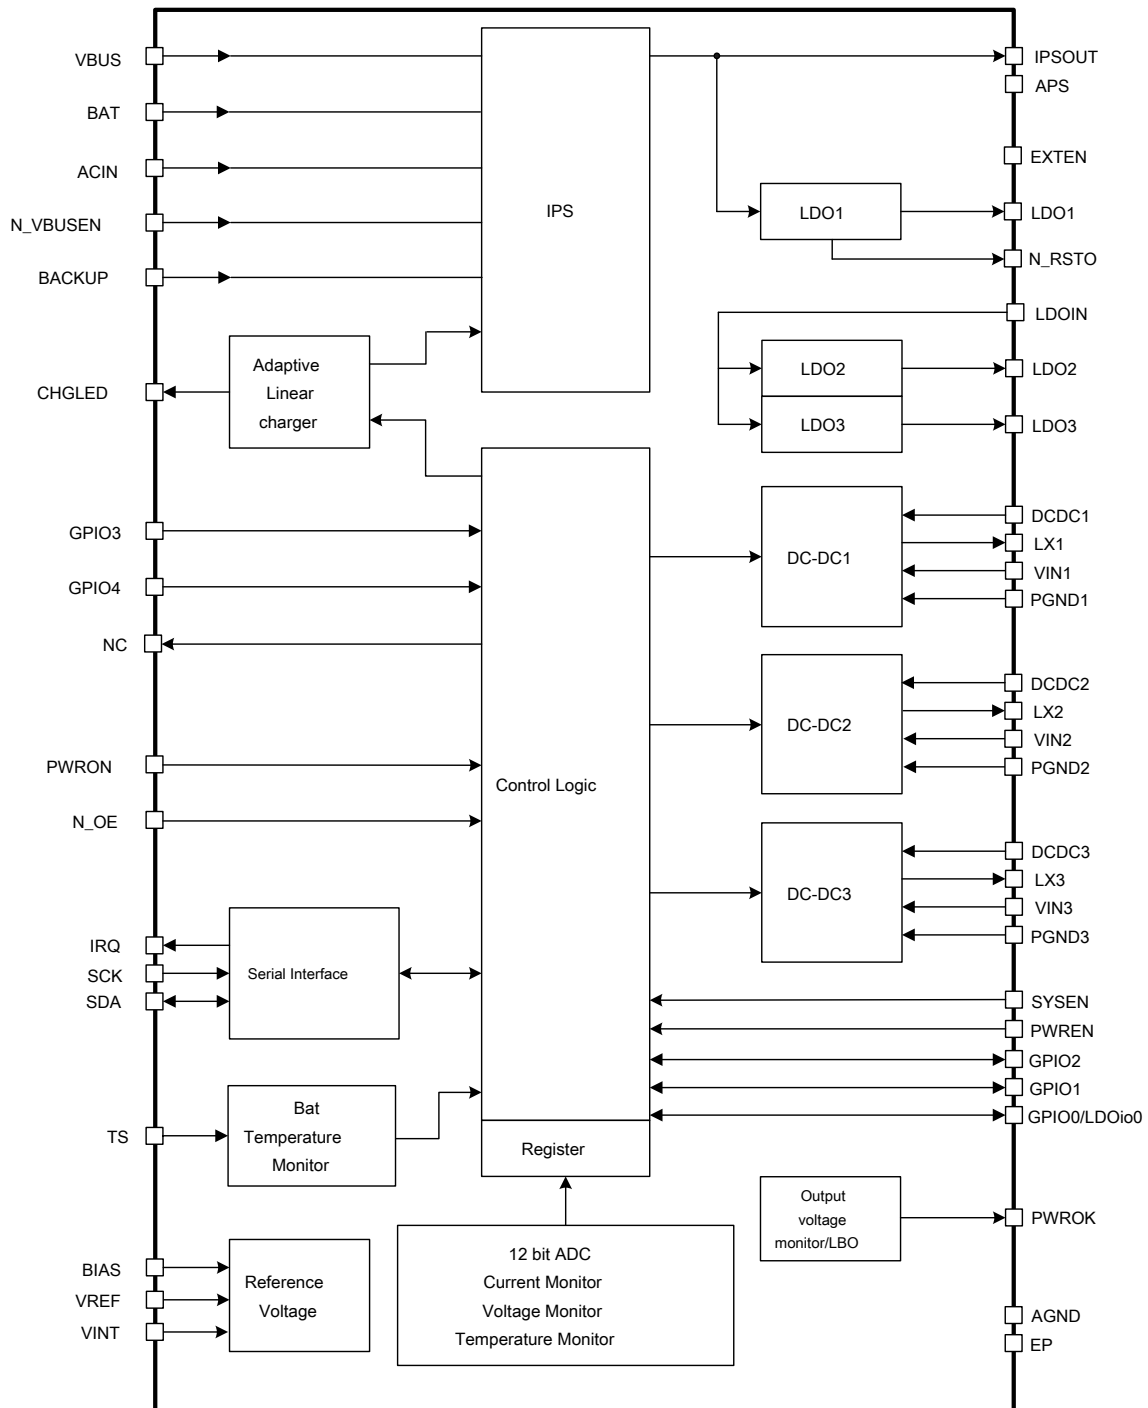 VBUS
BAT
ACIN
N_VBUSEN
BACKUP
CHGLED
GPIO3
GPIO4
NC
PWRON
N_OE
IRQ
SCK
SDA
TS
BIAS
VREF
VINT
IPS
Adaptive
Linear
charger
Control Logic
Serial Interface
Bat
Temperature
Monitor
Register
Reference
Voltage
12 bit ADC
Current Monitor
Voltage Monitor
Temperature Monitor
LDO1
LDO2
LDO3
DC-DC1
DC-DC2
DC-DC3
Output
voltage
monitor/LBO
IPSOUT
APS
EXTEN
LDO1
N_RSTO
LDOIN
LDO2
LDO3
DCDC1
LX1
VIN1
PGND1
DCDC2
LX2
VIN2
PGND2
DCDC3
LX3
VIN3
PGND3
SYSEN
PWREN
GPIO2
GPIO1
GPIO0/LDOio0
PWROK
AGND
EP